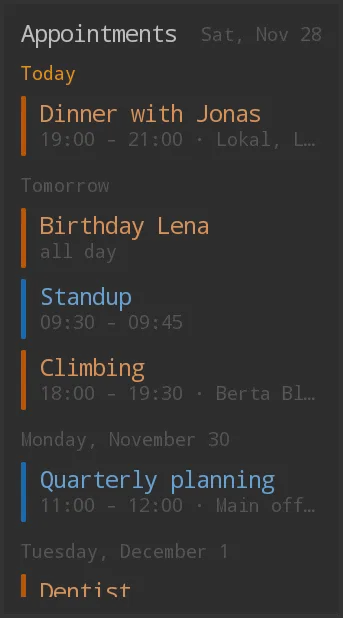 Appointments Sat, Nov 28
Today
Dinner with Jonas
19:00 – 21:00 · Lokal, L…
Tomorrow
Birthday Lena
all day
Standup
09:30 – 09:45
Climbing
18:00 – 19:30 · Berta Bl…
Monday, November 30
Quarterly planning
11:00 – 12:00 · Main off…
Tuesday, December 1
Dentist